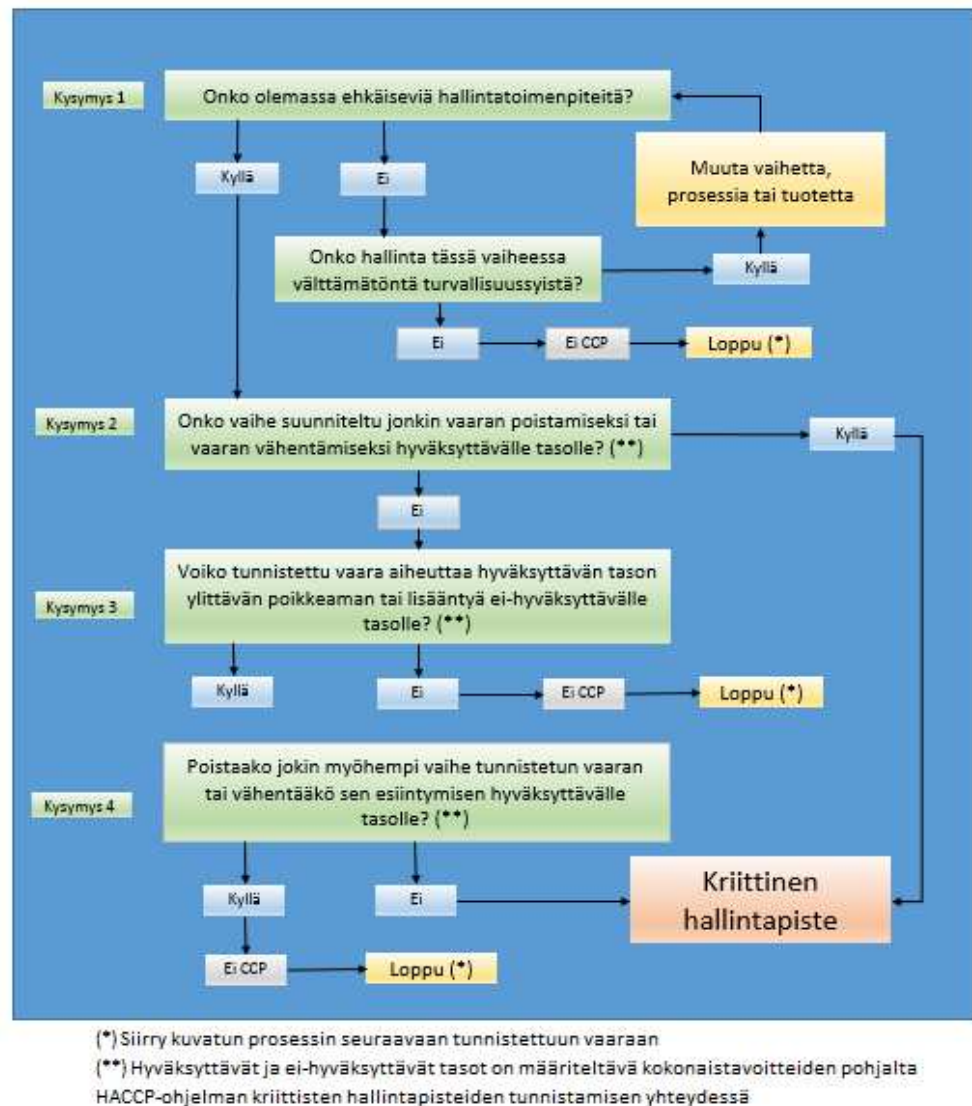 Kysymys 1
Onko olemassa ehkäiseviä hallintatoimenpiteitä?
Kyllä
Ei
Muuta vaihetta,
prosessia tai tuotetta
Onko hallinta tässä vaiheessa
välttämätöntä turvallisuussyistä?
Kyllä
Ei
Ei CCP
Loppu (*)
Kysymys 2
Onko vaihe suunniteltu jonkin vaaran poistamiseksi tai
vaaran vähentämiseksi hyväksyttävälle tasolle? (**)
Kyllä
Ei
Kysymys 3
Voiko tunnistettu vaara aiheuttaa hyväksyttävän tason
ylittävän poikkeaman tai lisääntyä ei-hyväksyttävälle
tasolle? (**)
Kyllä
Ei
Ei CCP
Loppu (*)
Kysymys 4
Poistaako jokin myöhempi vaihe tunnistetun vaaran
tai vähentääkö sen esiintymisen hyväksyttävälle
tasolle? (**)
Kyllä
Ei
Kriittinen
hallintapiste
Ei CCP
Loppu (*)
(*) Siirry kuvatun prosessin seuraavaan tunnistettuun vaaraan
(**) Hyväksyttävät ja ei-hyväksyttävät tasot on määriteltävä kokonaistavoitteiden pohjalta
HACCP-ohjelman kriittisten hallintapisteiden tunnistamisen yhteydessä